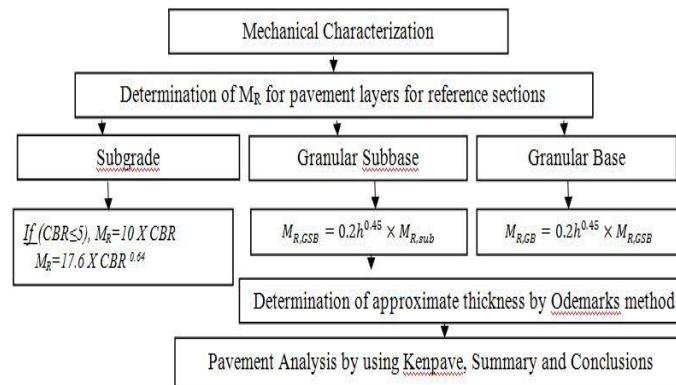 Mechanical Characterization
Determination of MR for pavement layers for reference sections
Subgrade
Granular Subbase
Granular Base
If (CBR≤5), MR=10 X CBR
MR=17.6 X CBR 0.64
MR,GSB = 0.2h0.45 × MR,sub
MR,GB = 0.2h0.45 × MR,GSB
Determination of approximate thickness by Odemarks method
Pavement Analysis by using Kenpave, Summary and Conclusions